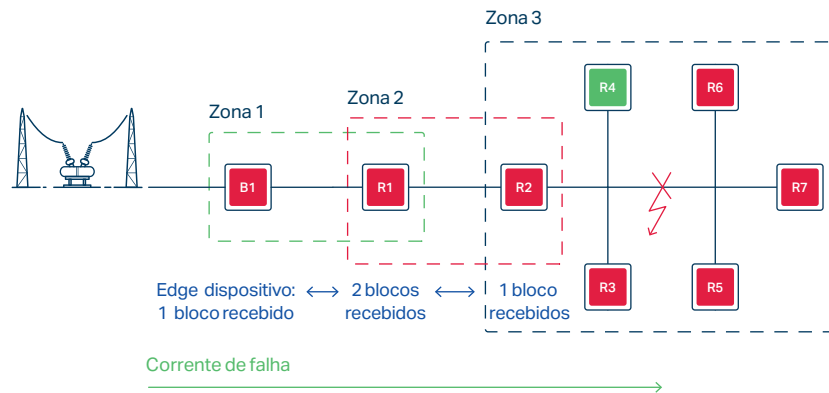 Zona 3
Zona 1
Zona 2
R4
R6
B1
R1
R2
R7
R3
R5
Edge dispositivo:
1 bloco recebido
2 blocos
recebidos
1 bloco
recebidos
Corrente de falha